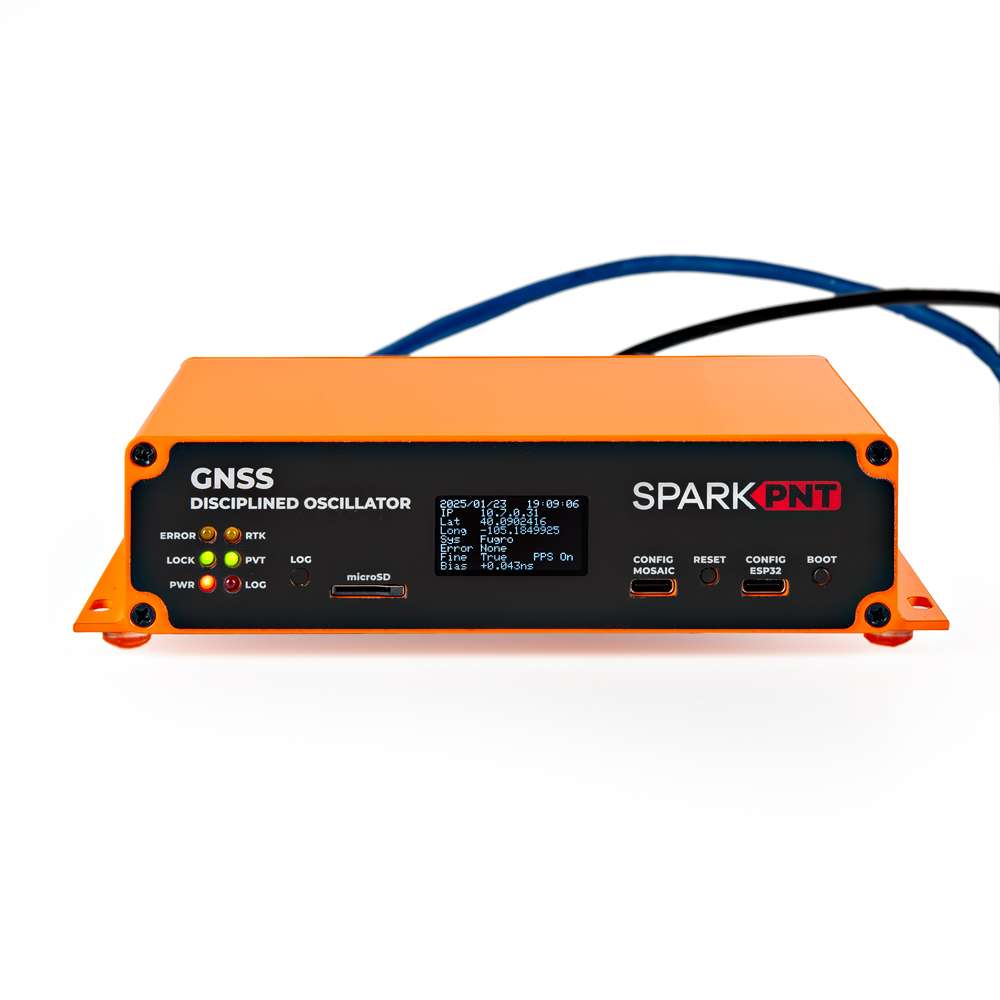 GNSS
DISCIPLINED OSCILLATOR
SPARK PNT
ERROR RTK
LOCK PVT LOG
PWR LOG
microSD
2025/01/23 19:09:06
IP 10.7.0.31
Lat 40.0902416
Long -105.1849925
Sys Fugro
Error None
Fine True PPS On
Bias +0.043ns
CONFIG MOSAIC
RESET
CONFIG ESP32
BOOT